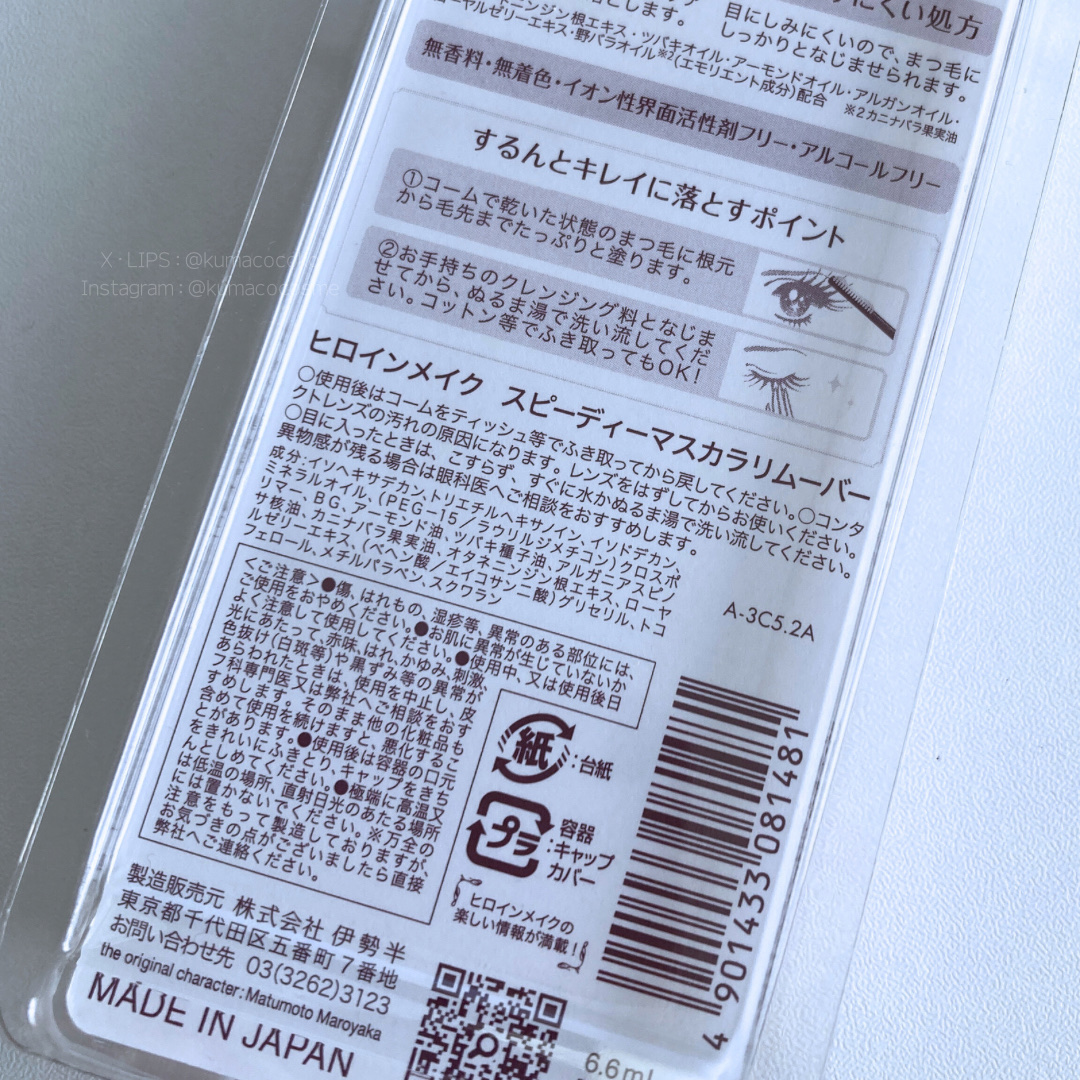 にくい処方
落とします。
目にしみにくいので、まつ毛に
しっかりとなじませられます。
ニンジン根エキス・ツバキオイル・アーモンドオイル・アルガンオイル・
ローヤルゼリーエキス・野バラオイル※2(エモリエント成分)配合 ※2カニナバラ果実油
無香料・無着色・イオン性界面活性剤フリー・アルコールフリー
するんとキレイに落とすポイント
①コームで乾いた状態のまつ毛に根元
から毛先までたっぷりと塗ります。
②お手持ちのクレンジング料となじま
せてから、ぬるま湯で洗い流してくだ
さい。コットン等でふき取ってもOK!
ヒロインメイク スピーディーマスカラリムーバー
○使用後はコームをティッシュ等でふき取ってから戻してください。○コンタ
クトレンズの汚れの原因になります。レンズをはずしてからお使いください。
○目に入ったときは、こすらず、すぐに水かぬるま湯で洗い流してください。
異物感が残る場合は眼科医へご相談をおすすめします。
成分:イソヘキサデカン、トリエチルヘキサノイン、イソドデカン、
ミネラルオイル、(PEG-15/ラウリルジメチコン)クロスポ
リマー、BG、アーモンド油、ツバキ種子油、アルガニアスピノ
サ核油、カニナバラ果実油、オタネニンジン根エキス、ローヤ
ルゼリーエキス、(ベヘン酸/エイコサン二酸)グリセリル、トコ
フェロール、メチルパラベン、スクワラン
A-3C5.2A
<ご注意>●傷、はれもの、湿疹等、異常のある部位には、
ご使用をおやめください。●お肌に異常が生じていないか
よく注意して使用してください。●使用中、又は使用後日
光にあたって、赤味、はれ、かゆみ、刺激、
色抜け(白斑等)や黒ずみ等の異常が
あらわれたときは、使用を中止し、皮
フ科専門医又は弊社へご相談をおす
すめします。そのまま他の化粧品も
含めて使用を続けますと、悪化するこ
とがあります。●使用後は容器の口元
をきれいにふきとり、キャップをきち
んとしめてください。●極端に高温又
は低温の場所、直射日光のあたる場所
には置かないでください。※万全の
注意をもって製造しておりますが、
お気づきの点がございましたら直接
弊社へご連絡ください。
紙
:台紙
プラ
容器
:キャップ
カバー
ヒロインメイクの
楽しい情報が満載!
4 901433 081481
製造販売元 株式会社 伊勢半
東京都千代田区五番町7番地
お問い合わせ先 03(3262)3123
the original character: Matumoto Maroyaka
MADE IN JAPAN
6.6mL
X・LIPS:@kumacoco
Instagram:@kumacoco